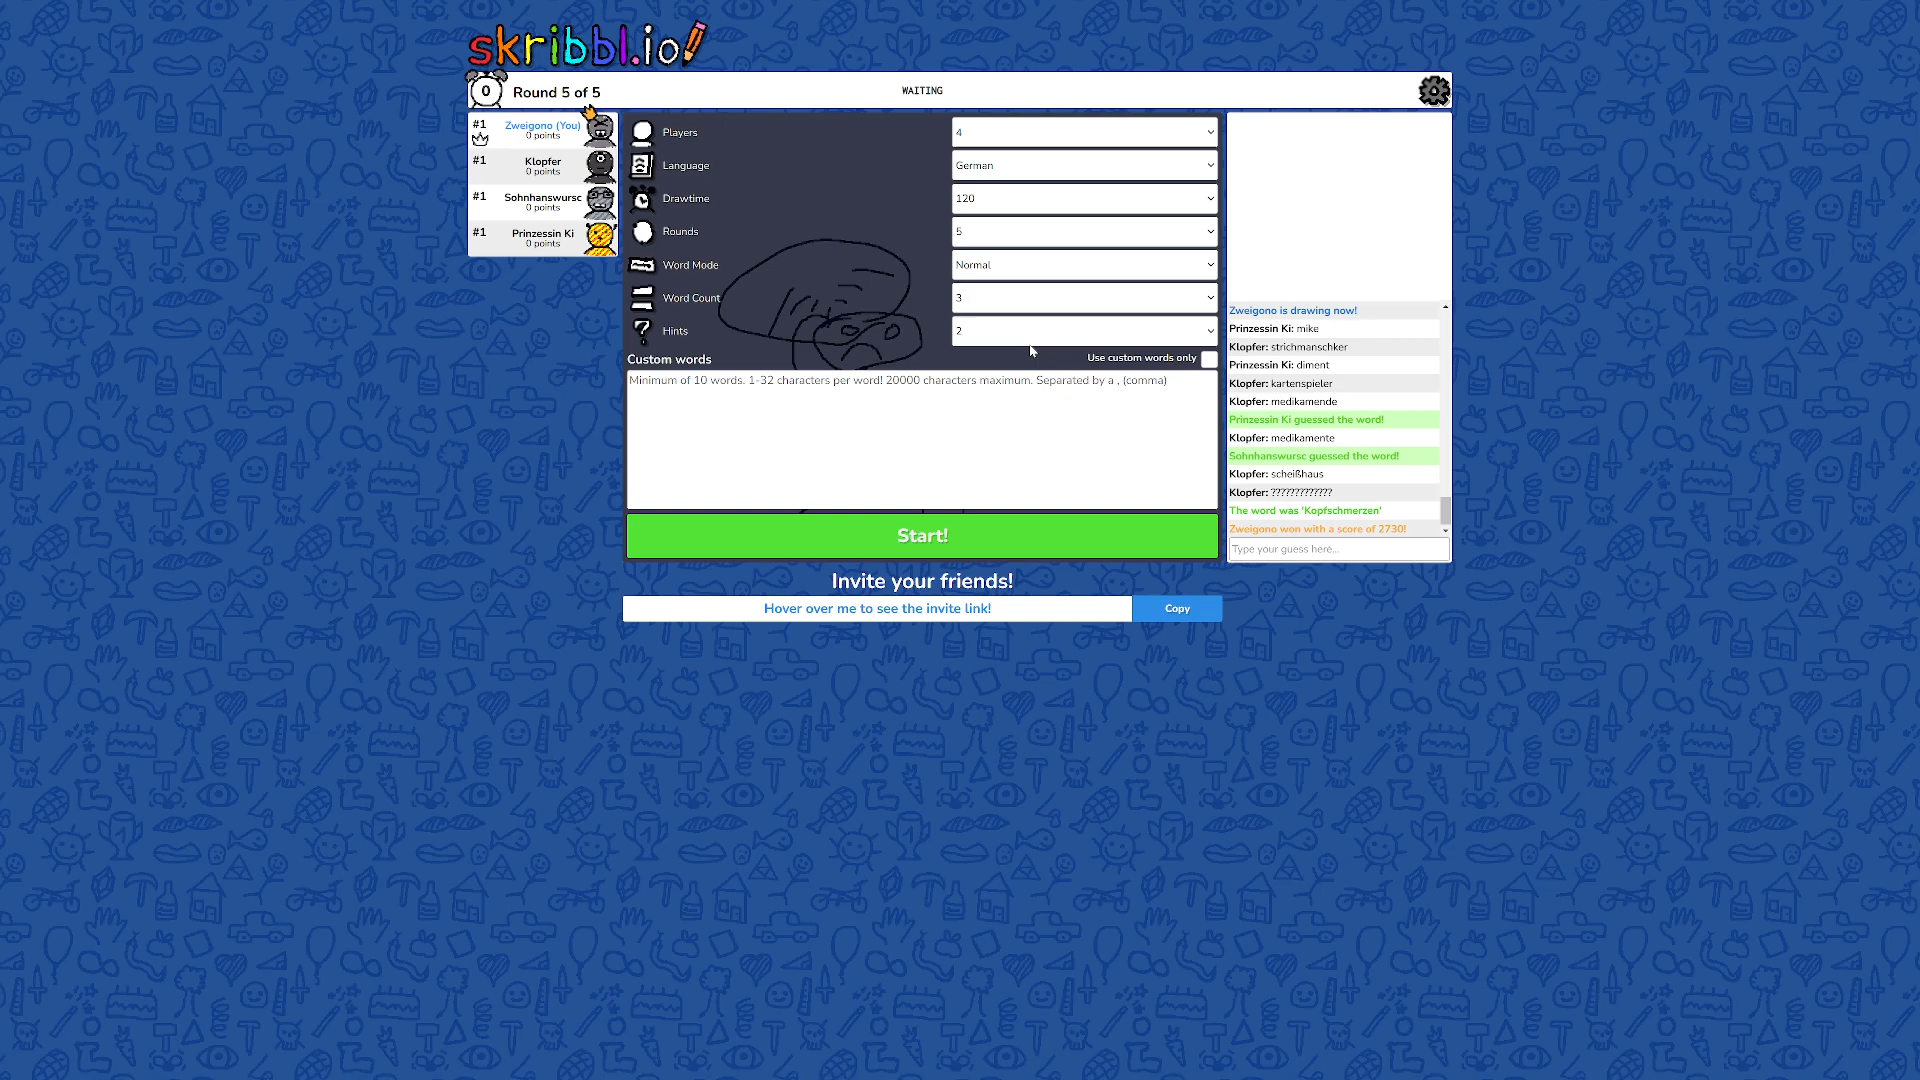 skribbl.io
0
Round 5 of 5
WAITING
#1
Zweigono (You)
0 points
#1
Klopfer
0 points
#1
Sohnhanswursc
0 points
#1
Prinzessin Ki
0 points
Players
4
Language
German
Drawtime
120
Rounds
5
Word Mode
Normal
Word Count
3
Hints
2
Custom words
Use custom words only
Minimum of 10 words. 1-32 characters per word! 20000 characters maximum. Separated by a , (comma)
Start!
Invite your friends!
Hover over me to see the invite link!
Copy
Zweigono is drawing now!
Prinzessin Ki: mike
Klopfer: strichmanschker
Prinzessin Ki: diment
Klopfer: kartenspieler
Klopfer: medikamende
Prinzessin Ki guessed the word!
Klopfer: medikamente
Sohnhanswursc guessed the word!
Klopfer: scheißhaus
Klopfer: ?????????????
The word was 'Kopfschmerzen'
Zweigono won with a score of 2730!
Type your guess here...